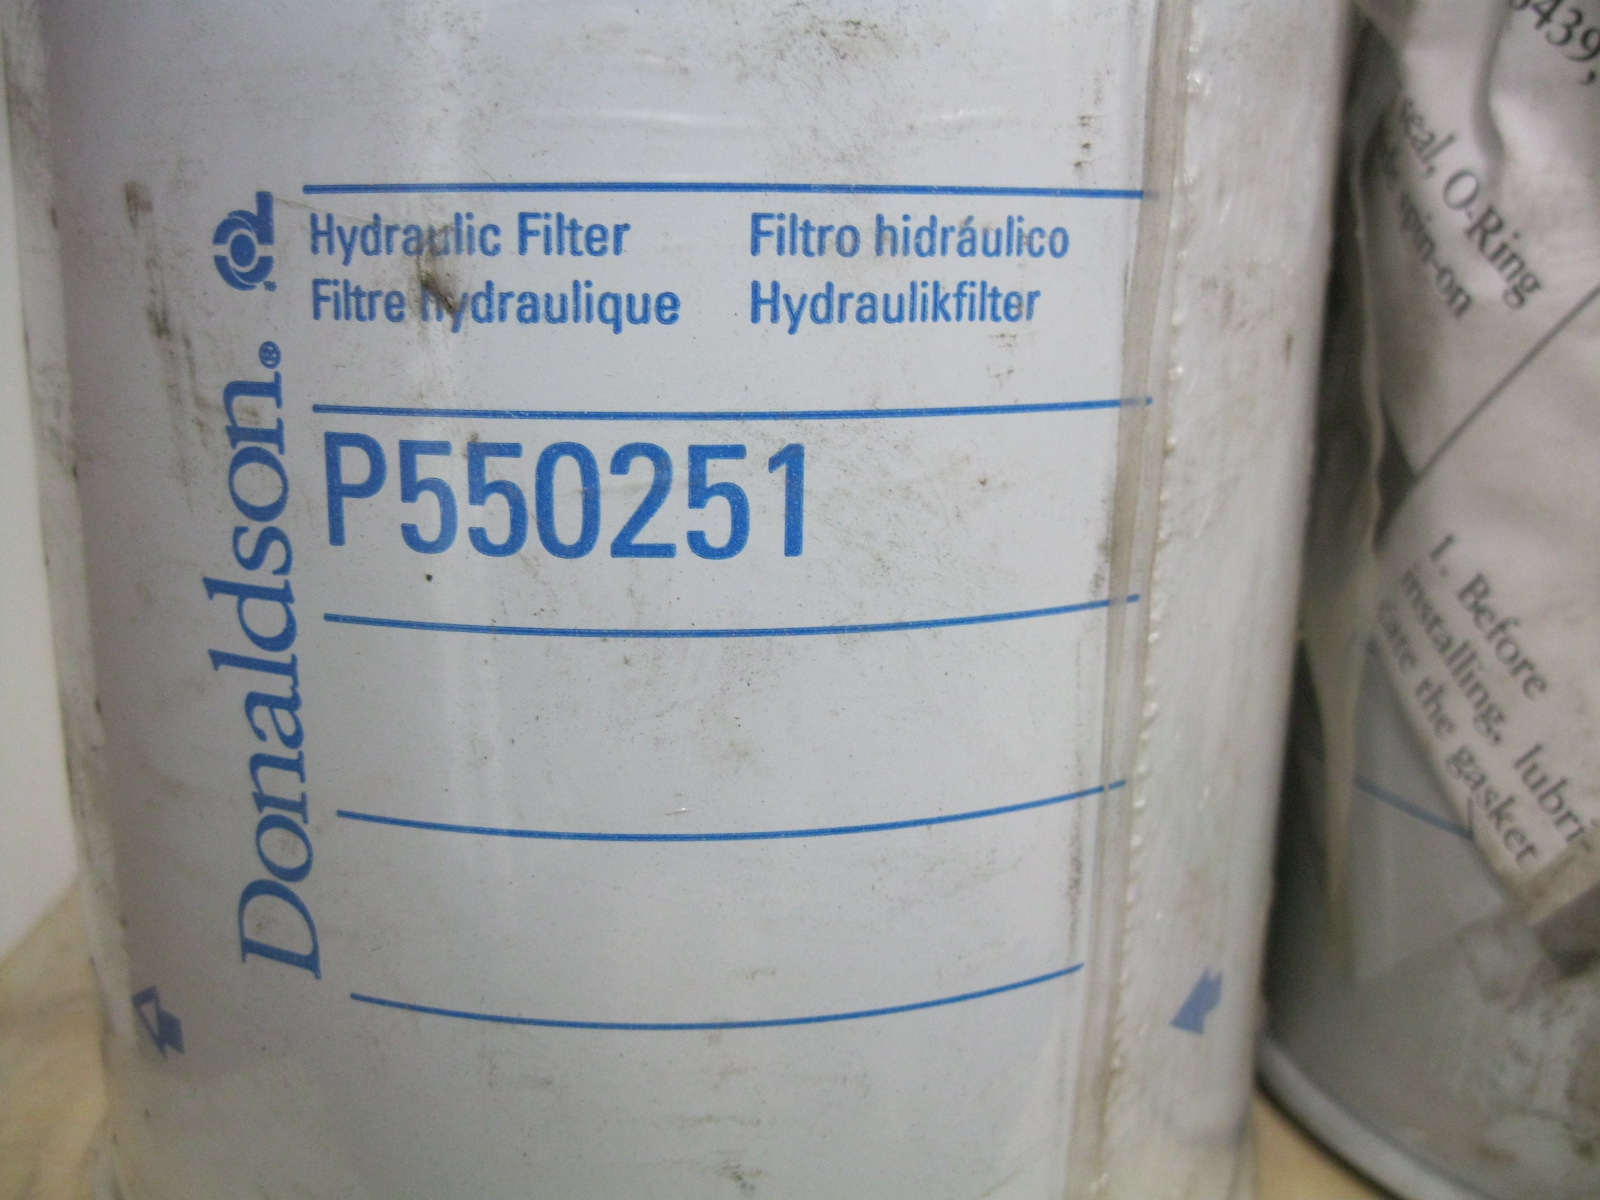 Hydraulic Filter
Filtro hidráulico
Filtre hydraulique
Hydraulikfilter
P550251
Donaldson.®
seal, O-Ring
spin-on
1. Before
installing, lubri-
cate the gasket